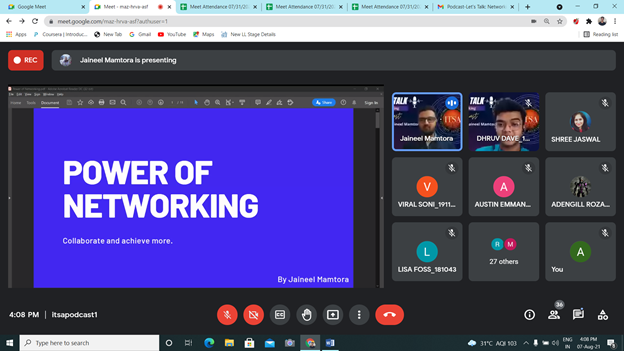 Google Meet
Meet - maz-hrva-asf
Meet Attendance 07/31/2
Meet Attendance 07/31/2
Meet Attendance 07/31/2
Podcast-Let's Talk: Networ
meet.google.com/maz-hrva-asf?authuser=1
Apps
Coursera | Introduc...
New Tab
Gmail
YouTube
Maps
New LL Stage Details
Reading list
REC
Jaineel Mamtora is presenting
Home
Tools
Document
Share
Sign In
POWER OF
NETWORKING
Collaborate and achieve more.
By Jaineel Mamtora
TALK
Jaineel Mamtora
TALK
ITSA
DHRUV DAVE_1...
SHREE JASWAL
V
VIRAL SONI_1911...
A
AUSTIN EMMAN...
ADENGILL ROZA...
L
LISA FOSS_181043
R
M
27 others
A
You
4:08 PM | itsapodcast1
36
Type here to search
31°C AQI 103
ENG
IN
4:08 PM
07-Aug-21